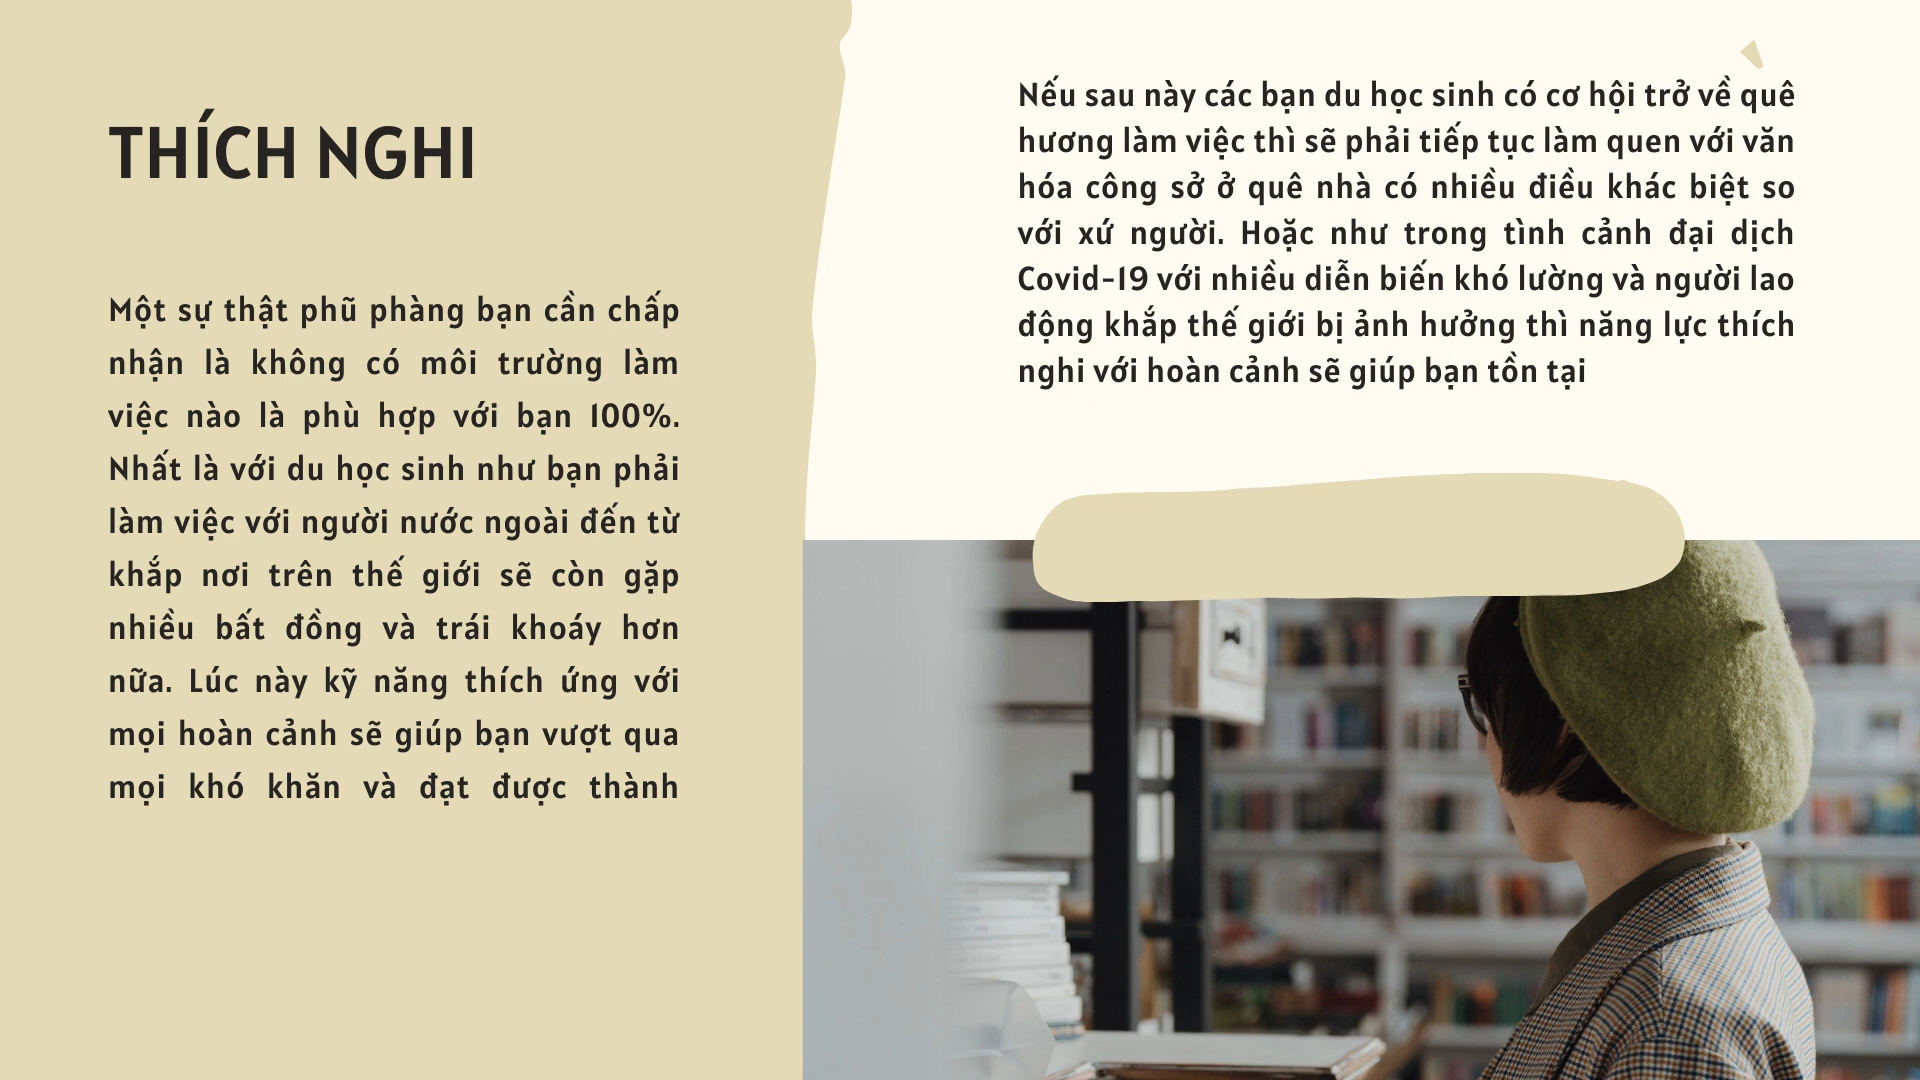 THÍCH NGHI
Một sự thật phũ phàng bạn cần chấp
nhận là không có môi trường làm
việc nào là phù hợp với bạn 100%.
Nhất là với du học sinh như bạn phải
làm việc với người nước ngoài đến từ
khắp nơi trên thế giới sẽ còn gặp
nhiều bất đồng và trái khoáy hơn
nữa. Lúc này kỹ năng thích ứng với
mọi hoàn cảnh sẽ giúp bạn vượt qua
mọi khó khăn và đạt được thành
Nếu sau này các bạn du học sinh có cơ hội trở về quê
hương làm việc thì sẽ phải tiếp tục làm quen với văn
hóa công sở ở quê nhà có nhiều điều khác biệt so
với xứ người. Hoặc như trong tình cảnh đại dịch
Covid-19 với nhiều diễn biến khó lường và người lao
động khắp thế giới bị ảnh hưởng thì năng lực thích
nghi với hoàn cảnh sẽ giúp bạn tồn tại